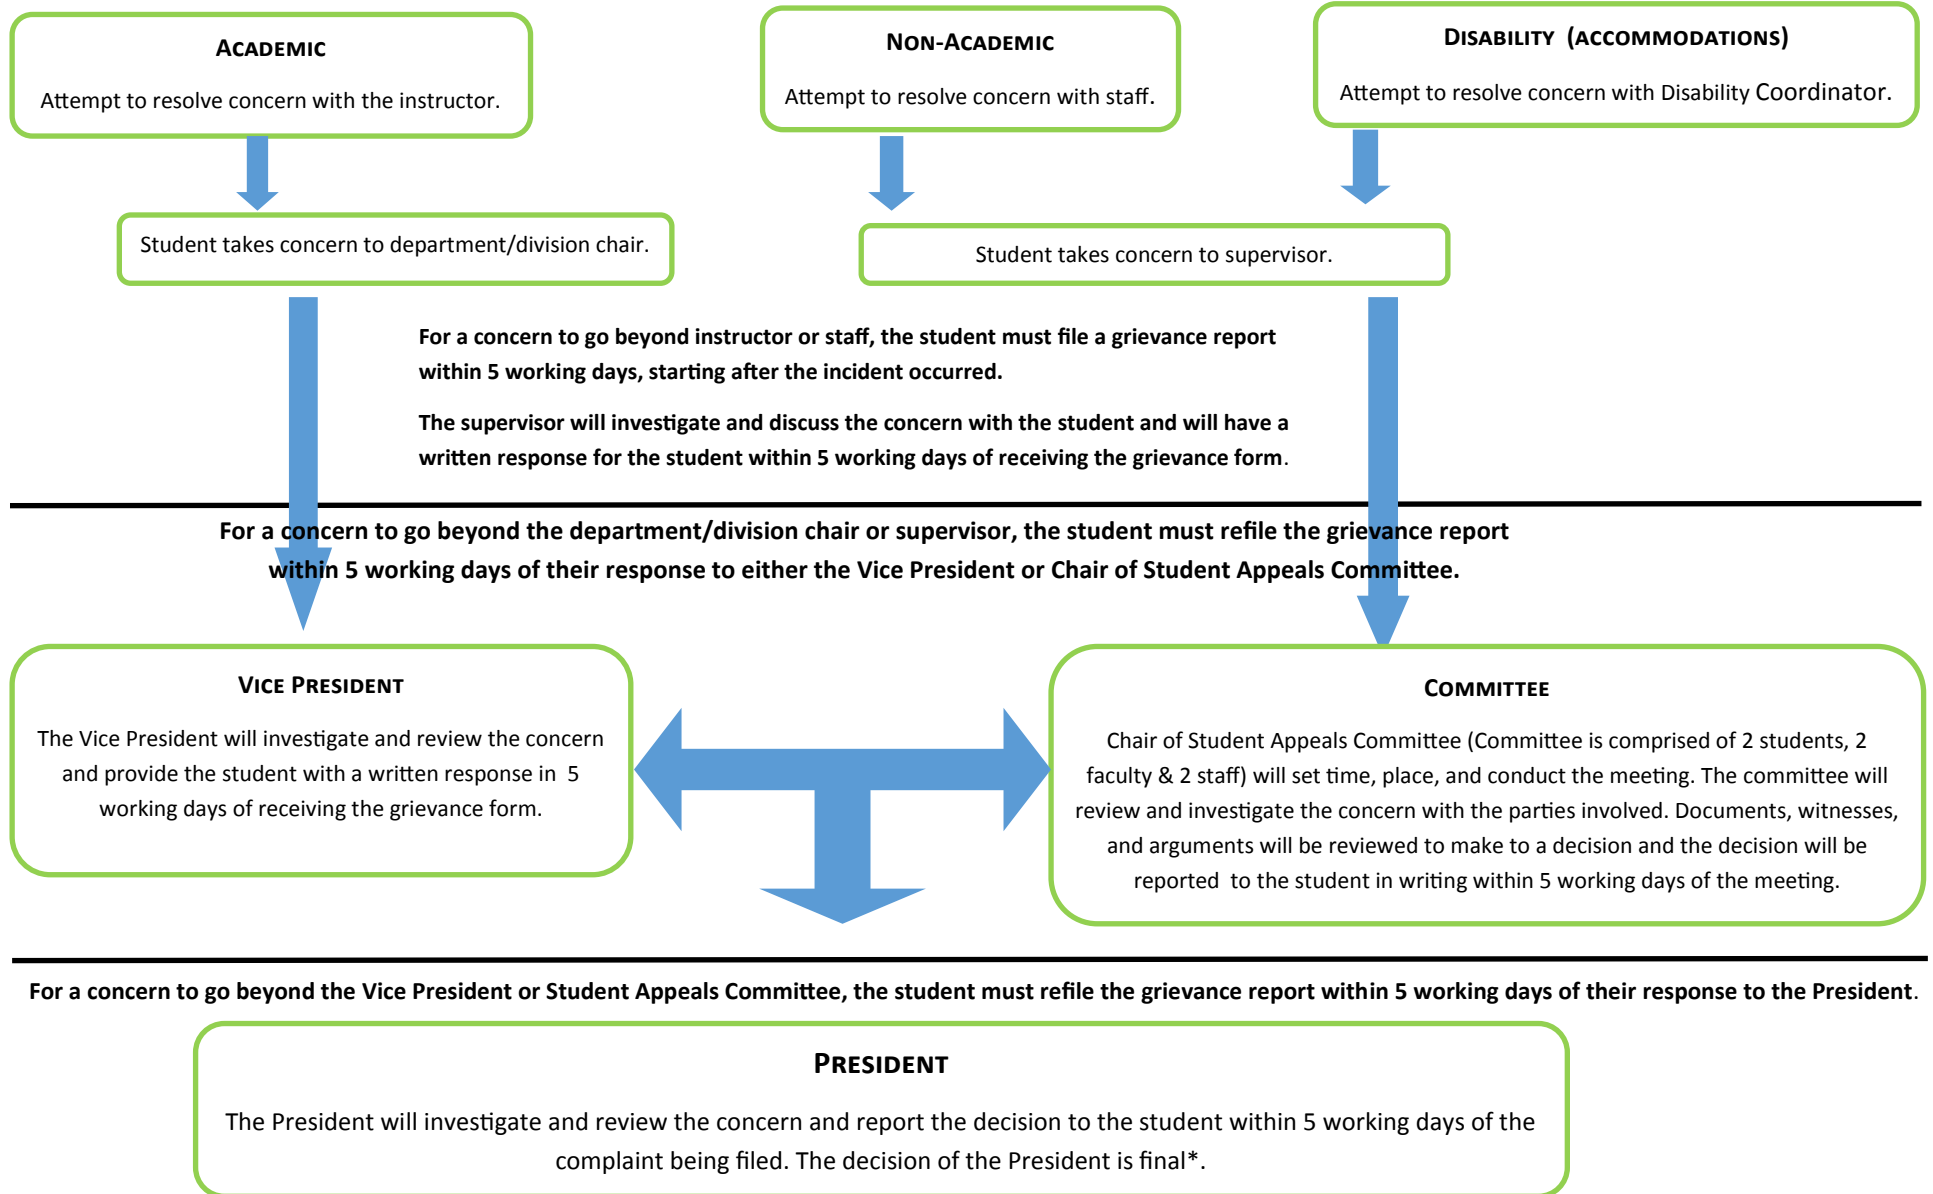 ACADEMIC
Attempt to resolve concern with the instructor.
NON-ACADEMIC
Attempt to resolve concern with staff.
DISABILITY (ACCOMMODATIONS)
Attempt to resolve concern with Disability Coordinator.
Student takes concern to department/division chair.
Student takes concern to supervisor.
For a concern to go beyond instructor or staff, the student must file a grievance report
within 5 working days, starting after the incident occurred.
The supervisor will investigate and discuss the concern with the student and will have a
written response for the student within 5 working days of receiving the grievance form.
For a concern to go beyond the department/division chair or supervisor, the student must refile the grievance report
within 5 working days of their response to either the Vice President or Chair of Student Appeals Committee.
VICE PRESIDENT
The Vice President will investigate and review the concern
and provide the student with a written response in 5
working days of receiving the grievance form.
COMMITTEE
Chair of Student Appeals Committee (Committee is comprised of 2 students, 2
faculty & 2 staff) will set time, place, and conduct the meeting. The committee will
review and investigate the concern with the parties involved. Documents, witnesses,
and arguments will be reviewed to make to a decision and the decision will be
reported to the student in writing within 5 working days of the meeting.
For a concern to go beyond the Vice President or Student Appeals Committee, the student must refile the grievance report within 5 working days of their response to the President.
PRESIDENT
The President will investigate and review the concern and report the decision to the student within 5 working days of the
complaint being filed. The decision of the President is final*.